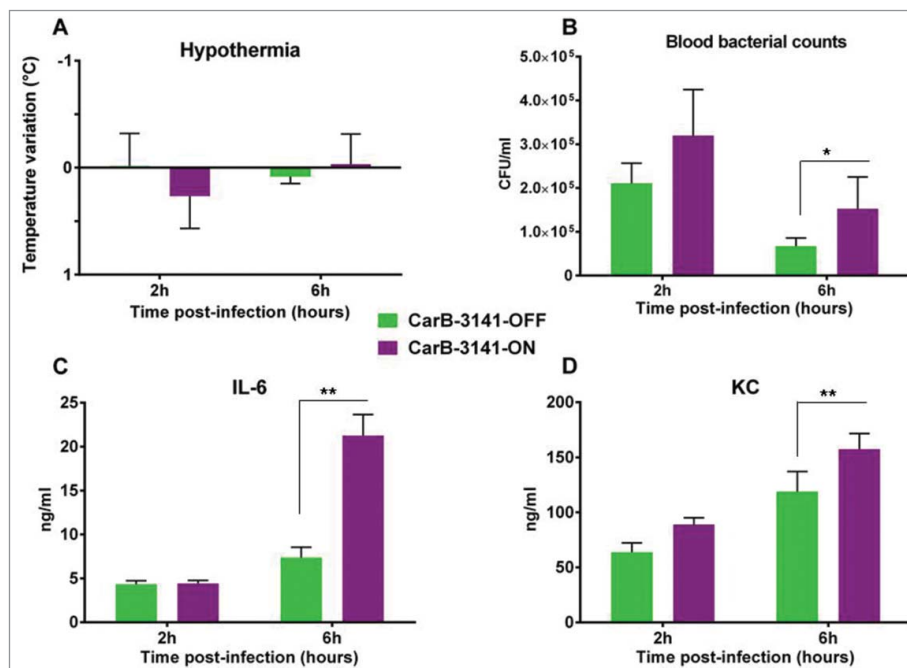 A
Hypothermia
Temperature variation (°C)
-1
0
1
2h
6h
Time post-infection (hours)
B
Blood bacterial counts
CFU/ml
5.0×10⁵
4.0×10⁵
3.0×10⁵
2.0×10⁵
1.0×10⁵
0
*
2h
6h
Time post-infection (hours)
CarB-3141-OFF
CarB-3141-ON
C
IL-6
ng/ml
25
20
15
10
5
0
**
2h
6h
Time post-infection (hours)
D
KC
ng/ml
200
150
100
50
0
**
2h
6h
Time post-infection (hours)